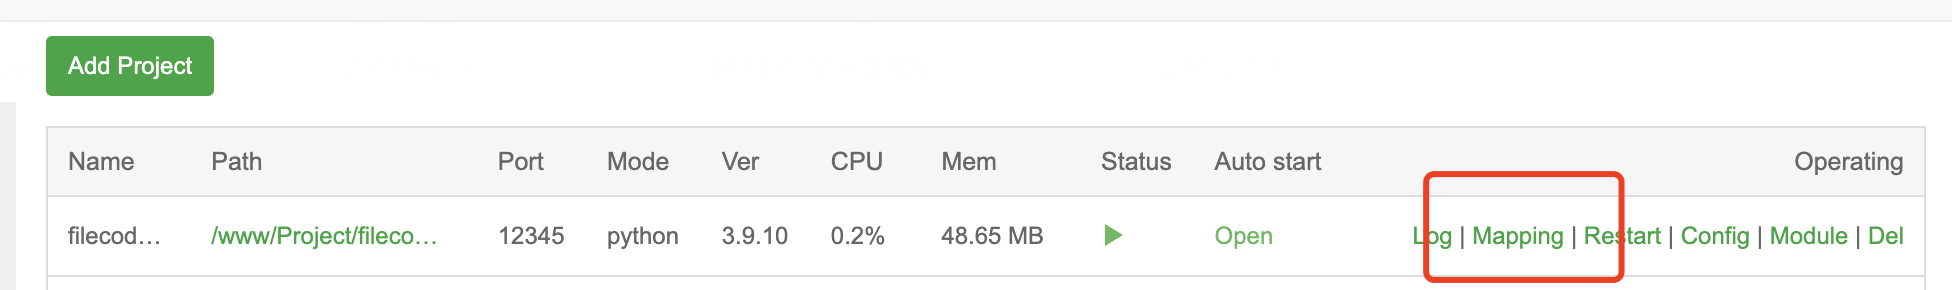 Add Project
Name Path Port Mode Ver CPU Mem Status Auto start Operating
filecod... /www/Project/fileco... 12345 python 3.9.10 0.2% 48.65 MB Open Log | Mapping | Restart | Config | Module | Del